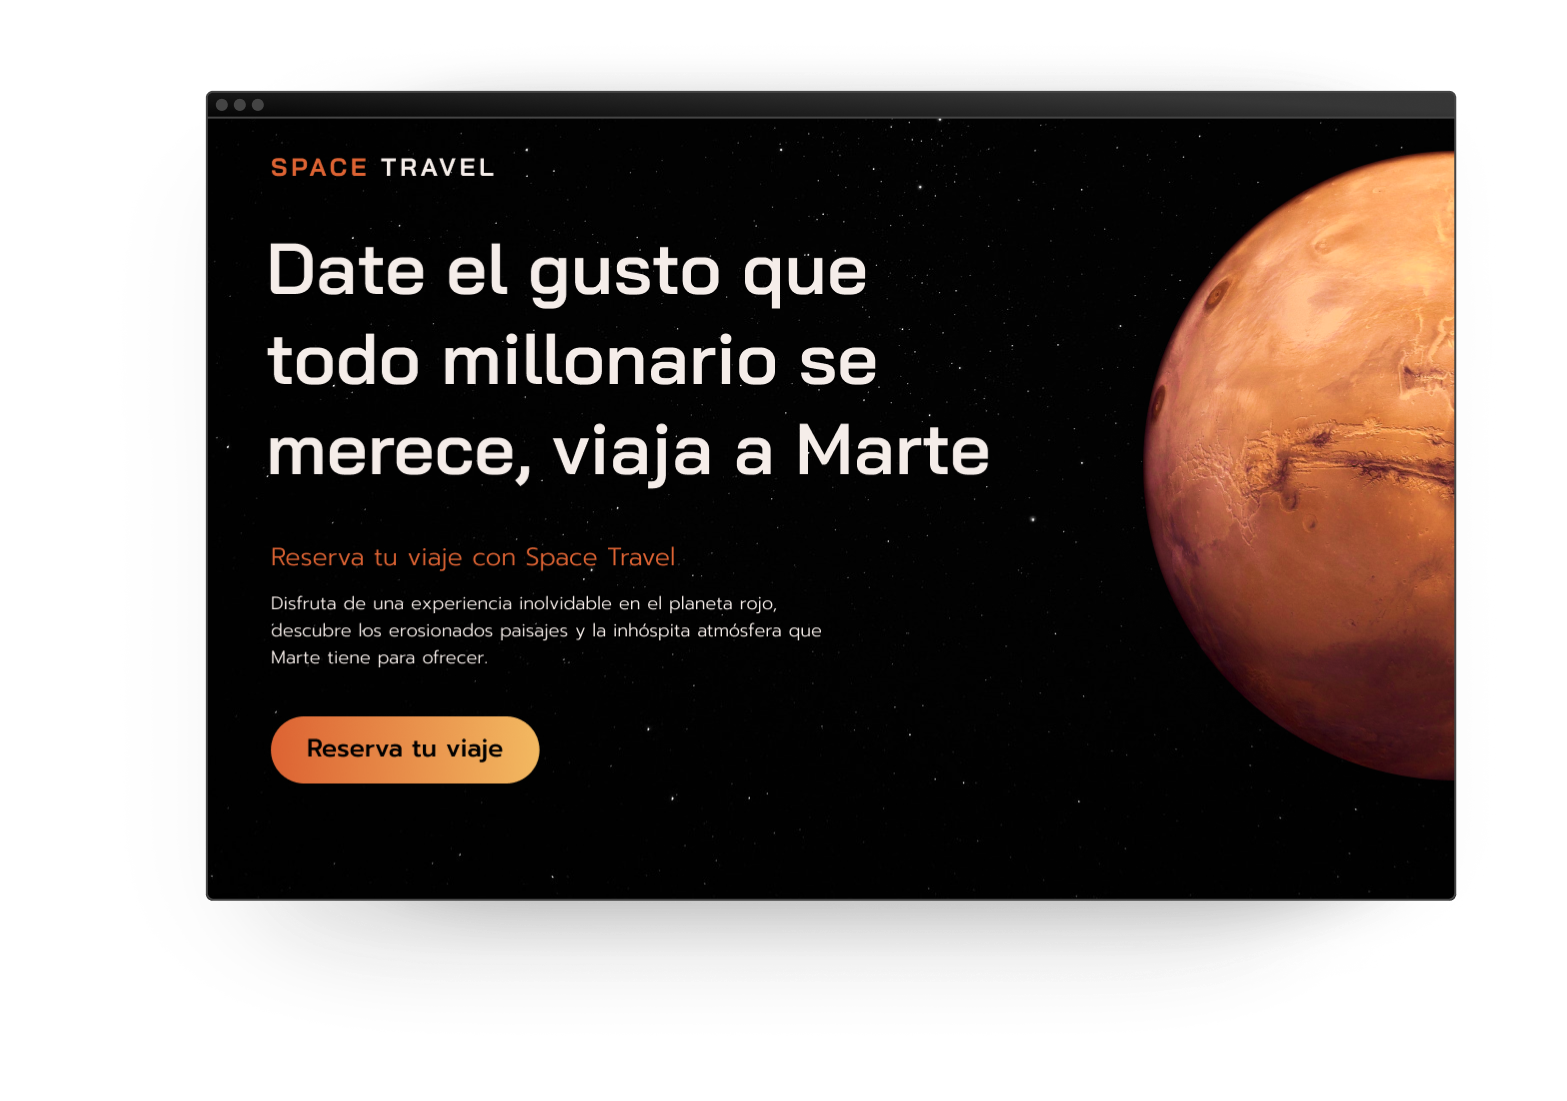 SPACE TRAVEL
Date el gusto que
todo millonario se
merece, viaja a Marte
Reserva tu viaje con Space Travel
Disfruta de una experiencia inolvidable en el planeta rojo,
descubre los erosionados paisajes y la inhóspita atmósfera que
Marte tiene para ofrecer.
Reserva tu viaje